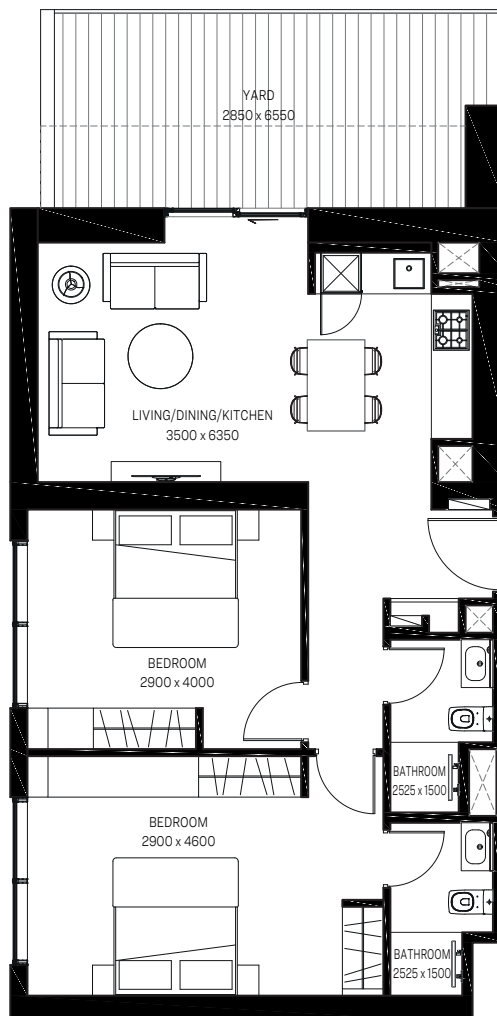 YARD
2850 x 6550
LIVING/DINING/KITCHEN
3500 x 6350
BEDROOM
2900 x 4000
BATHROOM
2525 x 1500
BEDROOM
2900 x 4600
BATHROOM
2525 x 1500